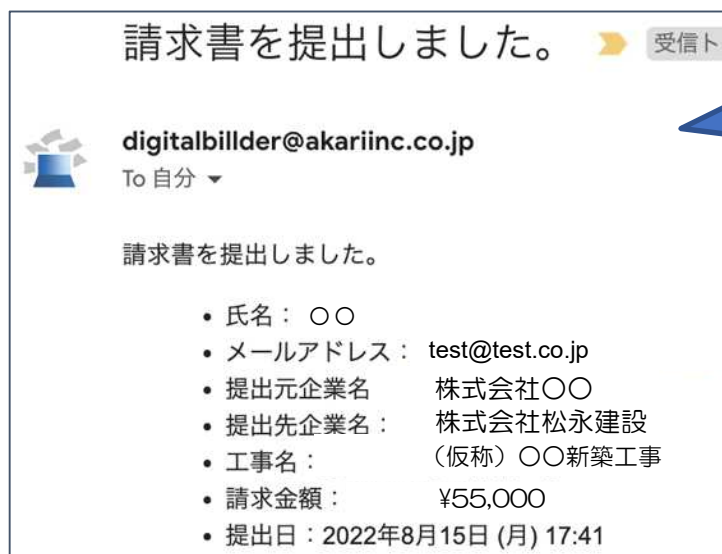 請求書を提出しました。 受信ト
digitalbillder@akariinc.co.jp
To 自分
請求書を提出しました。
• 氏名： 〇〇
• メールアドレス： test@test.co.jp
• 提出元企業名 株式会社〇〇
• 提出先企業名： 株式会社松永建設
• 工事名： （仮称）〇〇新築工事
• 請求金額： ¥55,000
• 提出日：2022年8月15日 (月) 17:41